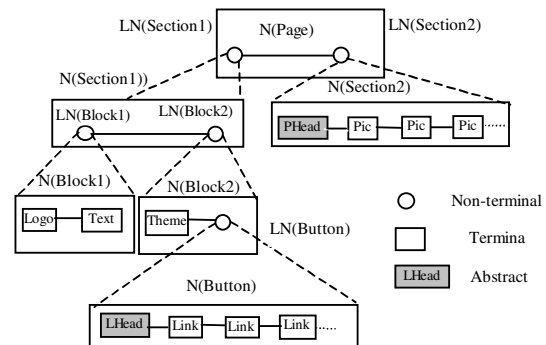 LN(Section1)
N(Page)
LN(Section2)
N(Section1))
N(Section2)
LN(Block1)
LN(Block2)
PHead
Pic
Pic
Pic
......
N(Block1)
N(Block2)
Logo
Text
Theme
LN(Button)
Non-terminal
Termina
LHead
Abstract
N(Button)
LHead
Link
Link
Link
.....